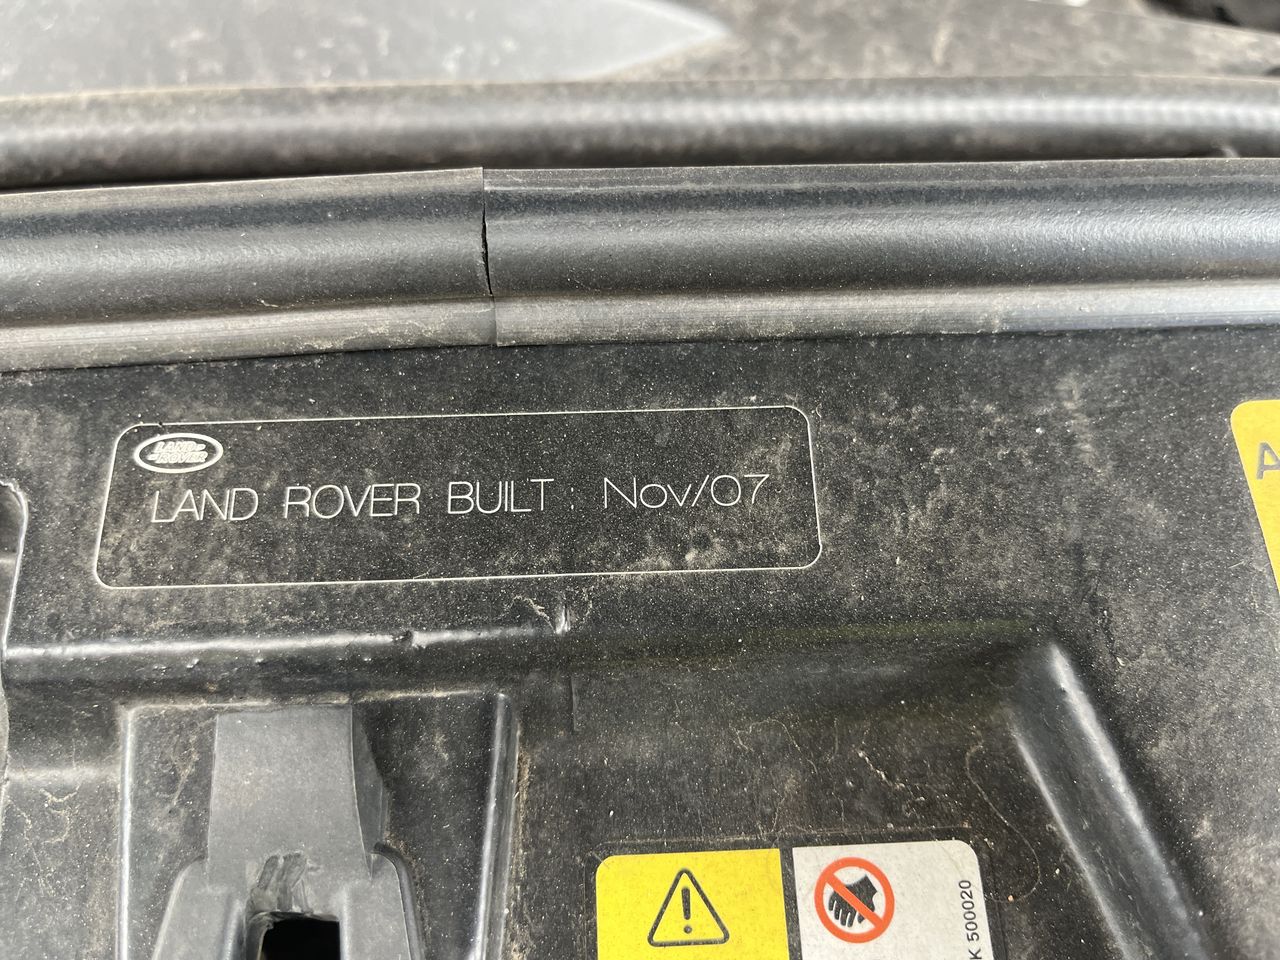 LAND
ROVER
LAND ROVER BUILT : Nov/07
A
K 500020